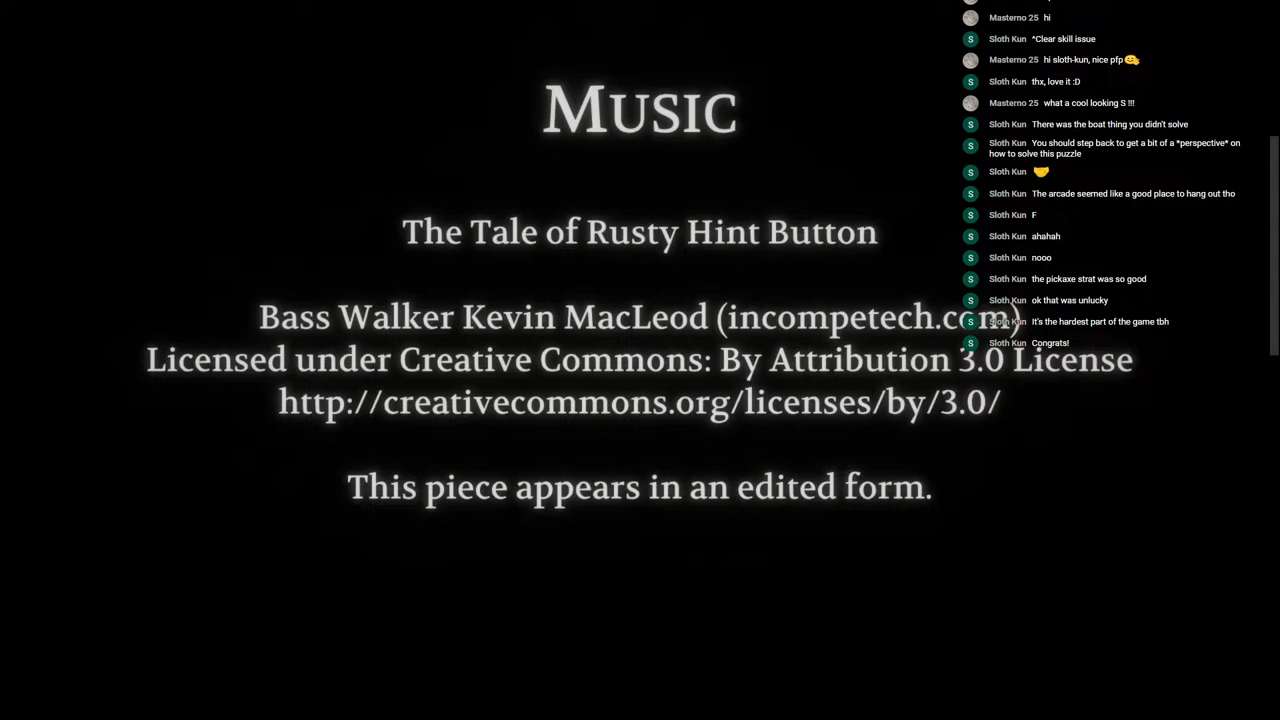 MUSIC
The Tale of Rusty Hint Button
Bass Walker Kevin MacLeod (incompetech.com)
Licensed under Creative Commons: By Attribution 3.0 License
http://creativecommons.org/licenses/by/3.0/
This piece appears in an edited form.
Masterno 25 hi
Sloth Kun *Clear skill issue
Masterno 25 hi sloth-kun, nice pfp
Sloth Kun thx, love it :D
Masterno 25 what a cool looking S !!!
Sloth Kun There was the boat thing you didn't solve
Sloth Kun You should step back to get a bit of a *perspective* on
how to solve this puzzle
Sloth Kun
Sloth Kun The arcade seemed like a good place to hang out tho
Sloth Kun F
Sloth Kun ahahah
Sloth Kun nooo
Sloth Kun the pickaxe strat was so good
Sloth Kun ok that was unlucky
Sloth Kun It's the hardest part of the game tbh
Sloth Kun Congrats!